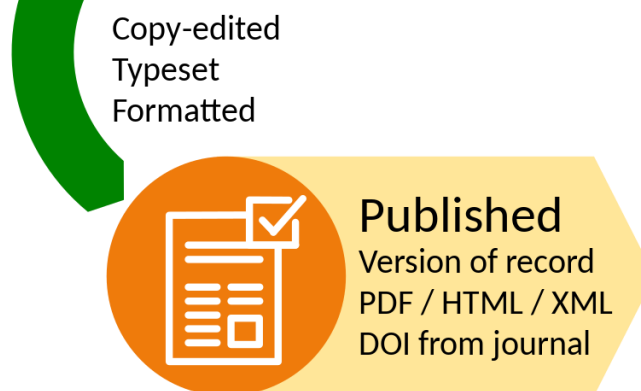 Copy-edited
Typeset
Formatted
Published
Version of record
PDF / HTML / XML
DOI from journal